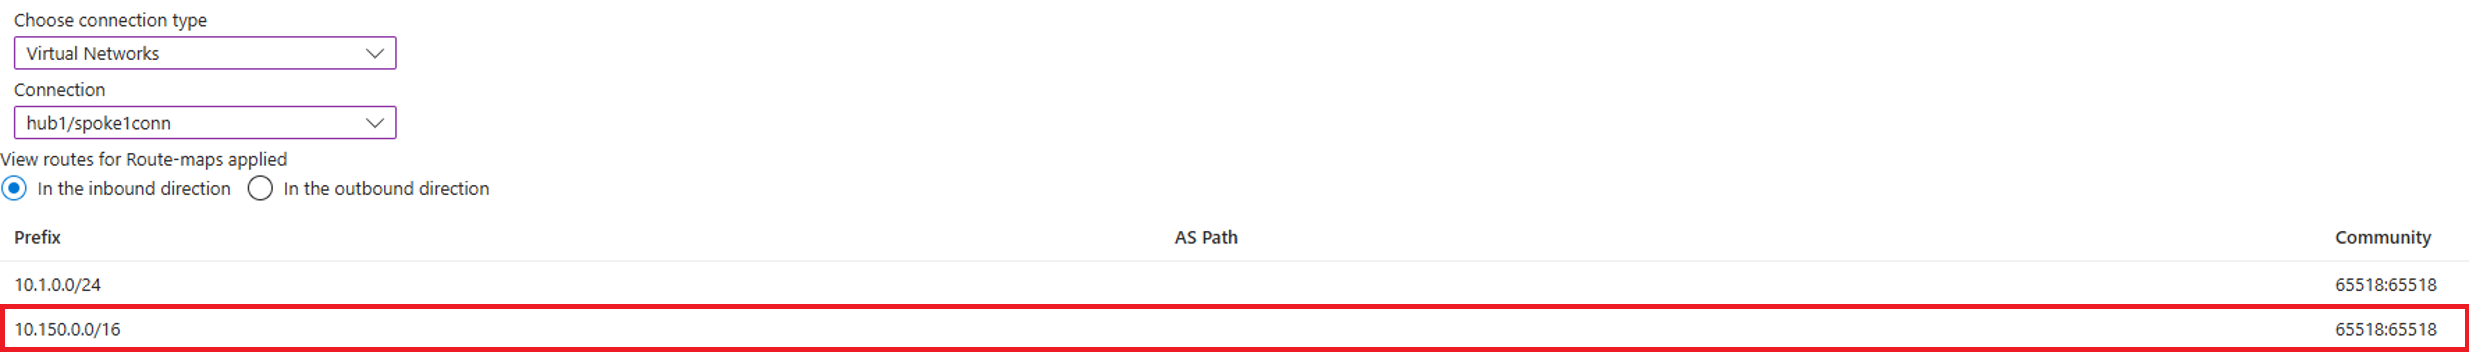 Choose connection type
Virtual Networks
Connection
hub1/spoke1conn
View routes for Route-maps applied
In the inbound direction In the outbound direction
Prefix AS Path Community
10.1.0.0/24 65518:65518
10.150.0.0/16 65518:65518